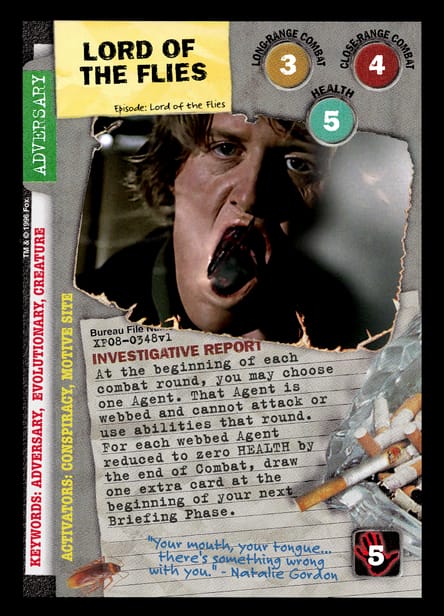 LORD OF
THE FLIES
Episode: Lord of the Flies
LONG-RANGE COMBAT
3
CLOSE-RANGE COMBAT
4
HEALTH
5
ADVERSARY
TM & © 1996 Fox.
KEYWORDS: ADVERSARY, EVOLUTIONARY, CREATURE
ACTIVATORS: CONSPIRACY, MOTIVE SITE
Bureau File
XF08-0348v1
INVESTIGATIVE REPORT
At the beginning of each
combat round, you may choose
one Agent. That Agent is
webbed and cannot attack or
use abilities that round.
For each webbed Agent
reduced to zero HEALTH by
the end of Combat, draw
one extra card at the
beginning of your next
Briefing Phase.
"Your mouth, your tongue...
there's something wrong
with you." - Natalie Gordon
5